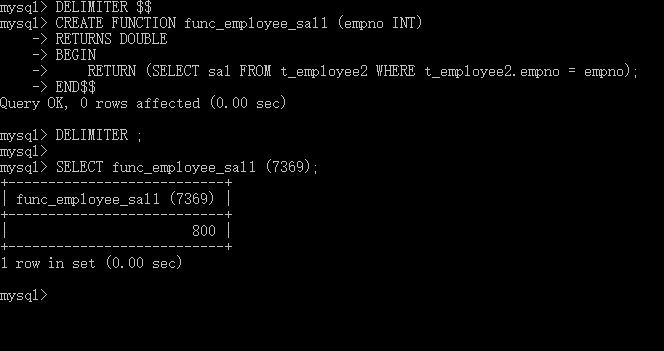 mysql> DELIMITER $$
mysql> CREATE FUNCTION func_employee_sal1 (empno INT)
    -> RETURNS DOUBLE
    -> BEGIN
    ->     RETURN (SELECT sal FROM t_employee2 WHERE t_employee2.empno = empno);
    -> END$$
Query OK, 0 rows affected (0.00 sec)
mysql> DELIMITER ;
mysql>
mysql> SELECT func_employee_sal1 (7369);
+---------------------------+
| func_employee_sal1 (7369) |
+---------------------------+
|                       800 |
+---------------------------+
1 row in set (0.00 sec)
mysql>